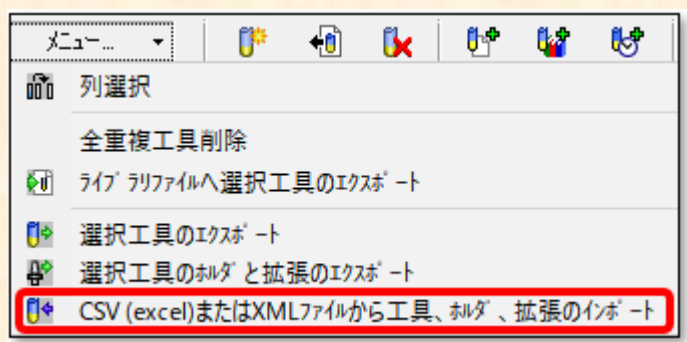 ﾒﾆｭｰ...
列選択
全重複工具削除
ﾗｲﾌﾞﾗﾘﾌｧｲﾙへ選択工具のｴｸｽﾎﾟｰﾄ
選択工具のｴｸｽﾎﾟｰﾄ
選択工具のﾎﾙﾀﾞと拡張のｴｸｽﾎﾟｰﾄ
CSV (excel)またはXMLﾌｧｲﾙから工具、ﾎﾙﾀﾞ、拡張のｲﾝﾎﾟｰﾄ